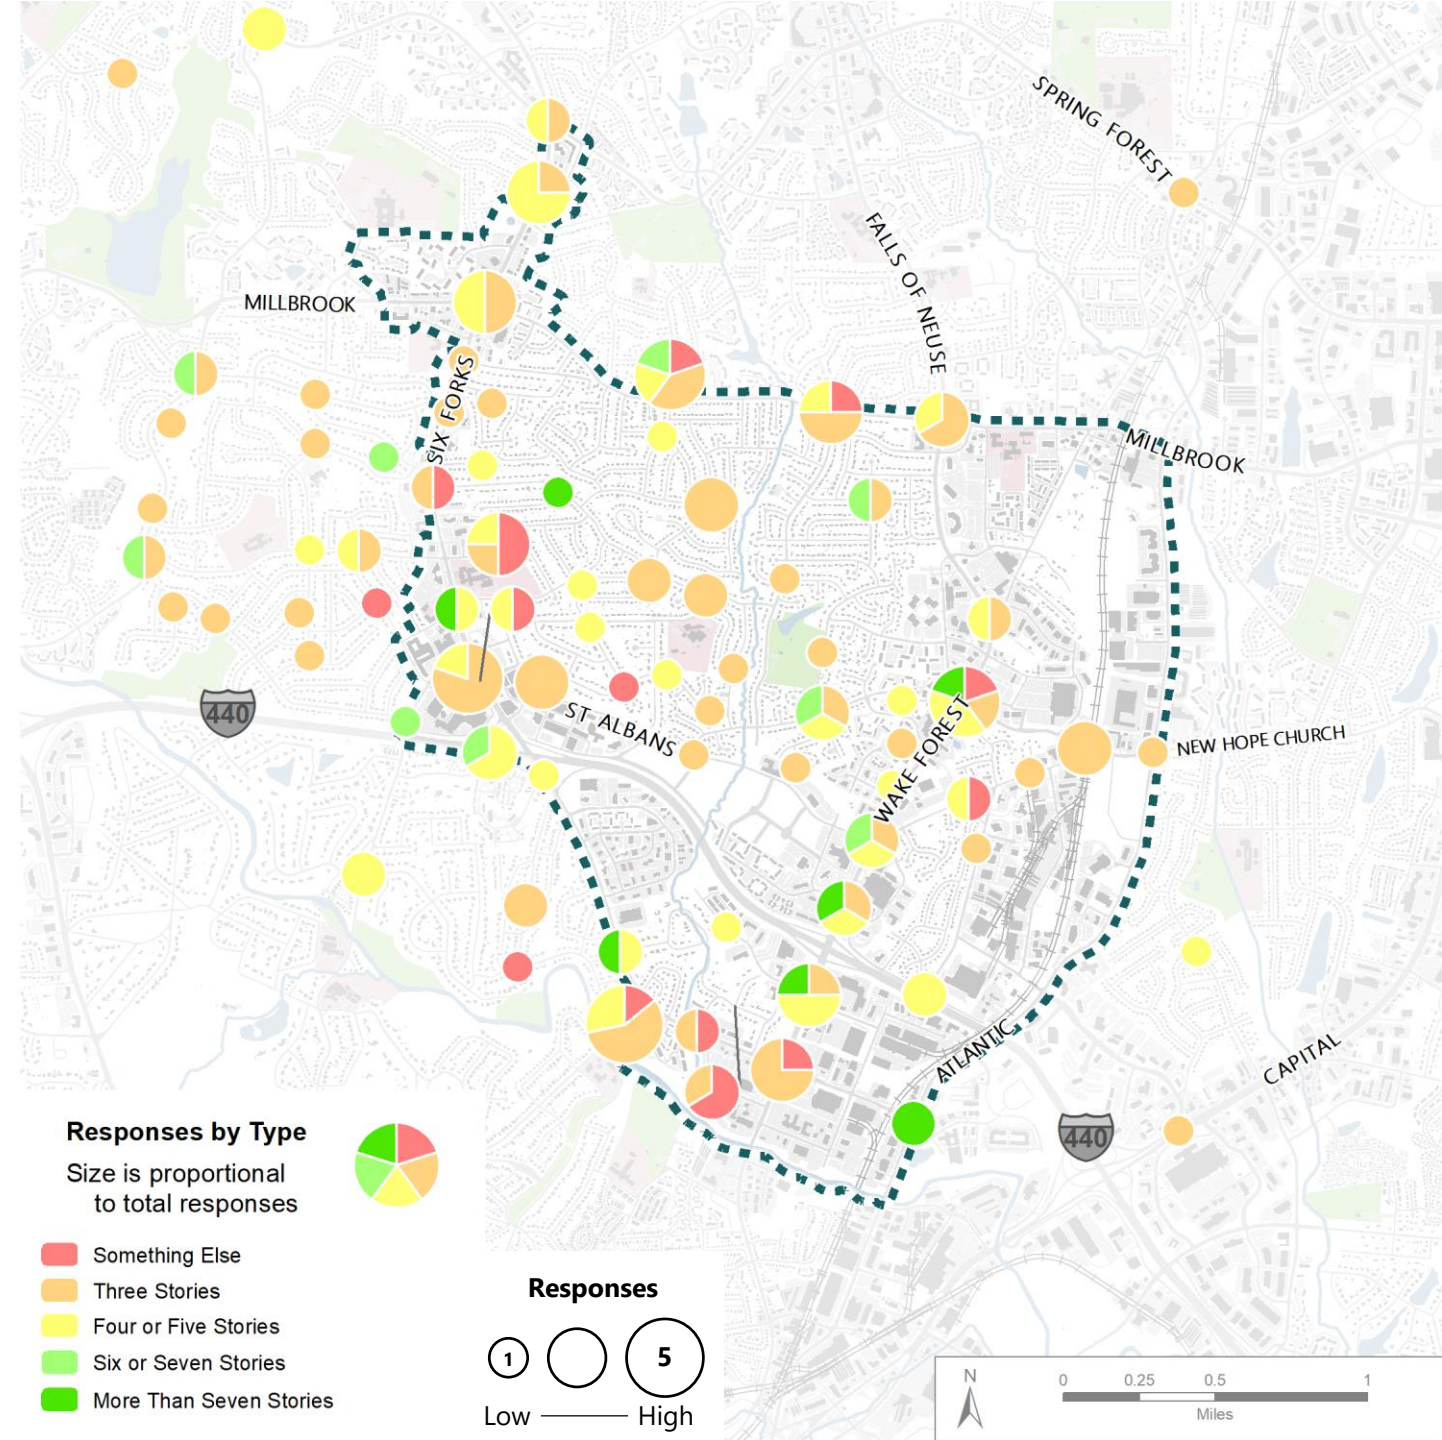 SPRING FOREST
FALLS OF NEUSE
MILLBROOK
SIX FORKS
MILLBROOK
440
ST ALBANS
WAKE FOREST
NEW HOPE CHURCH
ATLANTIC
CAPITAL
440
Responses by Type
Size is proportional
to total responses
Something Else
Three Stories
Four or Five Stories
Six or Seven Stories
More Than Seven Stories
Responses
1
5
Low
High
N
0 0.25 0.5 1
Miles